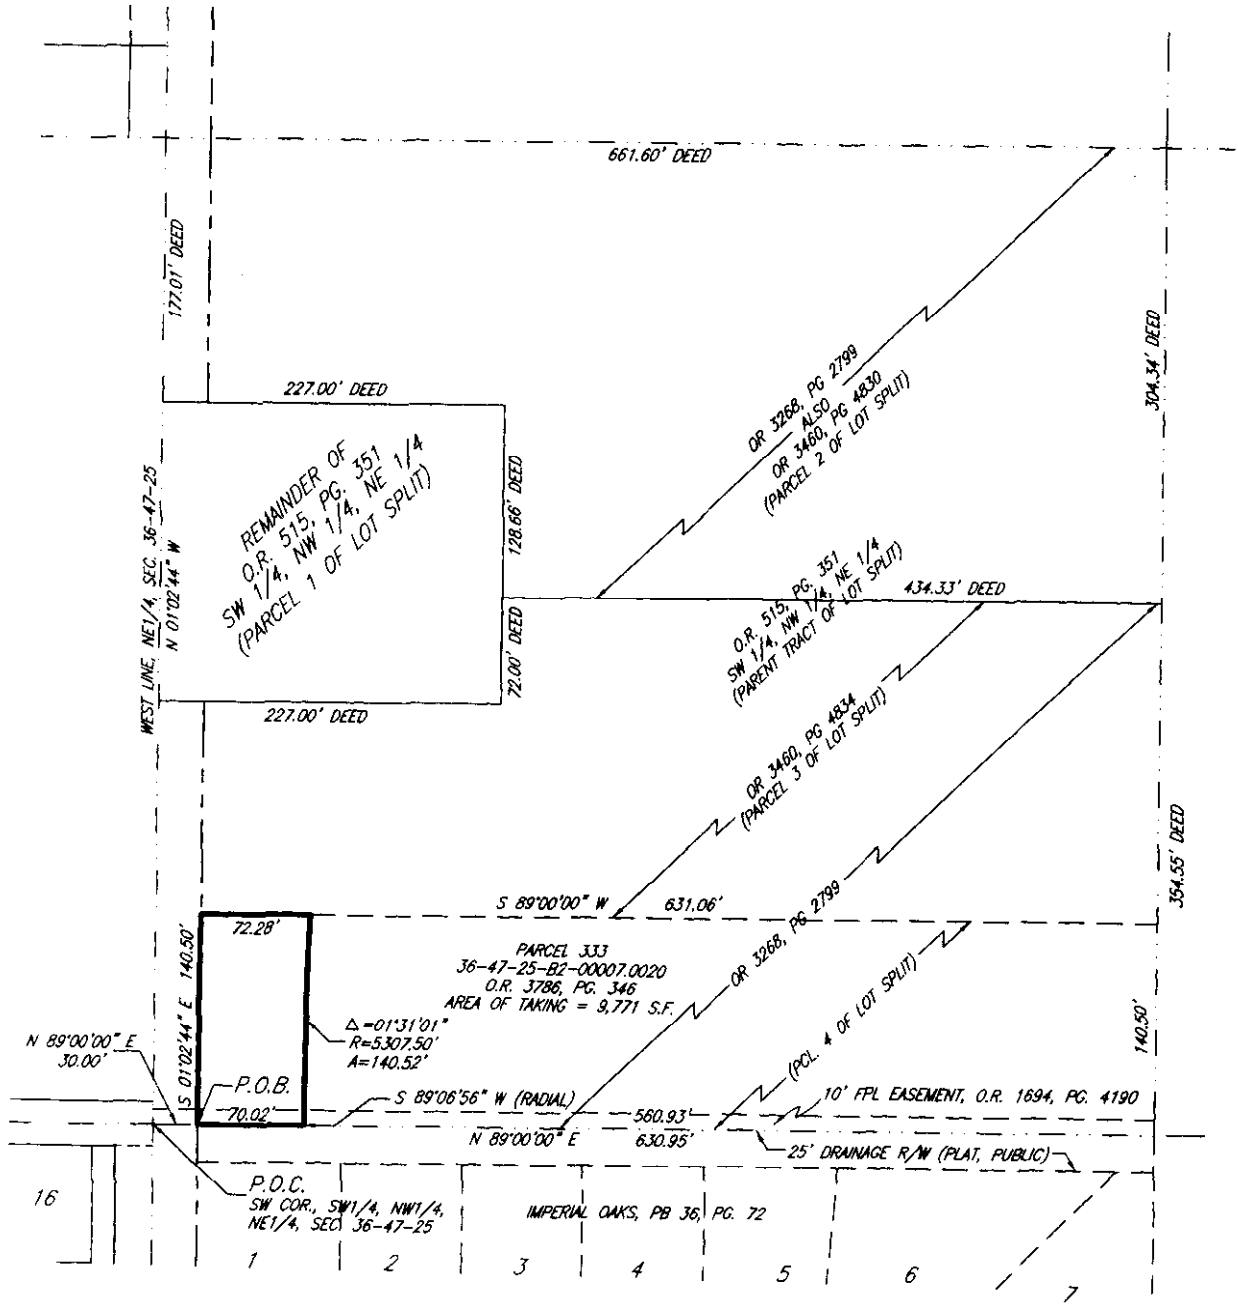 661.60' DEED
177.01' DEED
304.34' DEED
227.00' DEED
OR 3268, PG 2799
ALSO
OR 3460, PG 4830
(PARCEL 2 OF LOT SPLIT)
REMAINDER OF
O.R. 515, PG. 351
SW 1/4, NW 1/4, NE 1/4
(PARCEL 1 OF LOT SPLIT)
128.66' DEED
WEST LINE, NE1/4, SEC. 36-47-25
N 01°02'44" W
434.33' DEED
O.R. 515, PG. 351
SW 1/4, NW 1/4, NE 1/4
(PARENT TRACT OF LOT SPLIT)
72.00' DEED
227.00' DEED
OR 3460, PG 4834
(PARCEL 3 OF LOT SPLIT)
354.55' DEED
S 89°00'00" W 631.06'
72.28'
OR 3268, PG 2799
PARCEL 333
36-47-25-B2-00007.0020
O.R. 3786, PG. 346
AREA OF TAKING = 9,771 S.F.
S 01°02'44" E 140.50'
Δ=01°31'01"
R=5307.50'
A=140.52'
(PCL. 4 OF LOT SPLIT)
140.50'
N 89°00'00" E
30.00'
P.O.B.
S 89°06'56" W (RADIAL)
10' FPL EASEMENT, O.R. 1694, PG. 4190
70.02'
560.93'
N 89°00'00" E 630.95'
25' DRAINAGE R/W (PLAT, PUBLIC)
P.O.C.
SW COR., SW1/4, NW1/4,
NE1/4, SEC 36-47-25
16
IMPERIAL OAKS, PB 36, PG. 72
1 2 3 4 5 6 7